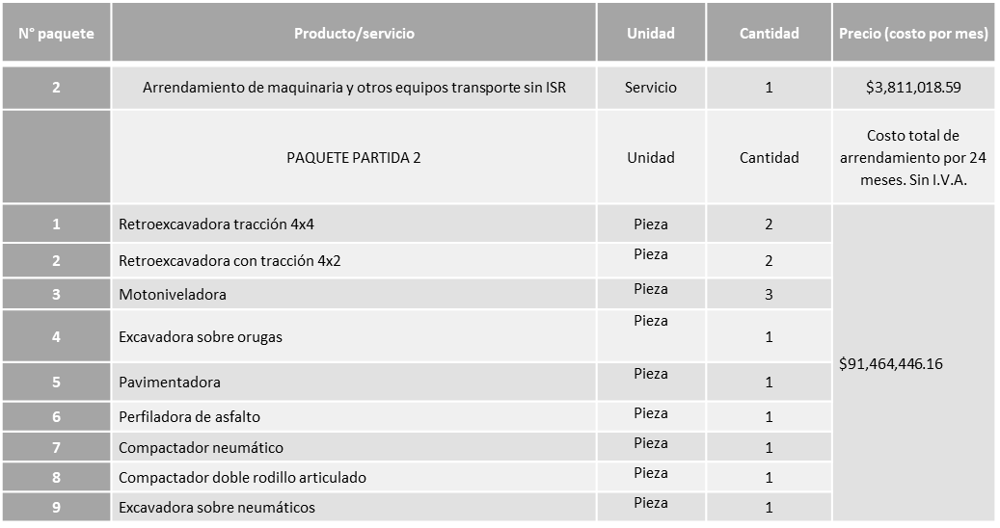 N° paquete Producto/servicio Unidad Cantidad Precio (costo por mes)
2 Arrendamiento de maquinaria y otros equipos transporte sin ISR Servicio 1 $3,811,018.59
PAQUETE PARTIDA 2 Unidad Cantidad Costo total de
arrendamiento por 24
meses. Sin I.V.A.
1 Retroexcavadora tracción 4x4 Pieza 2
2 Retroexcavadora con tracción 4x2 Pieza 2
3 Motoniveladora Pieza 3
4 Excavadora sobre orugas Pieza 1
$91,464,446.16
5 Pavimentadora Pieza 1
6 Perfiladora de asfalto Pieza 1
7 Compactador neumático Pieza 1
8 Compactador doble rodillo articulado Pieza 1
9 Excavadora sobre neumáticos Pieza 1